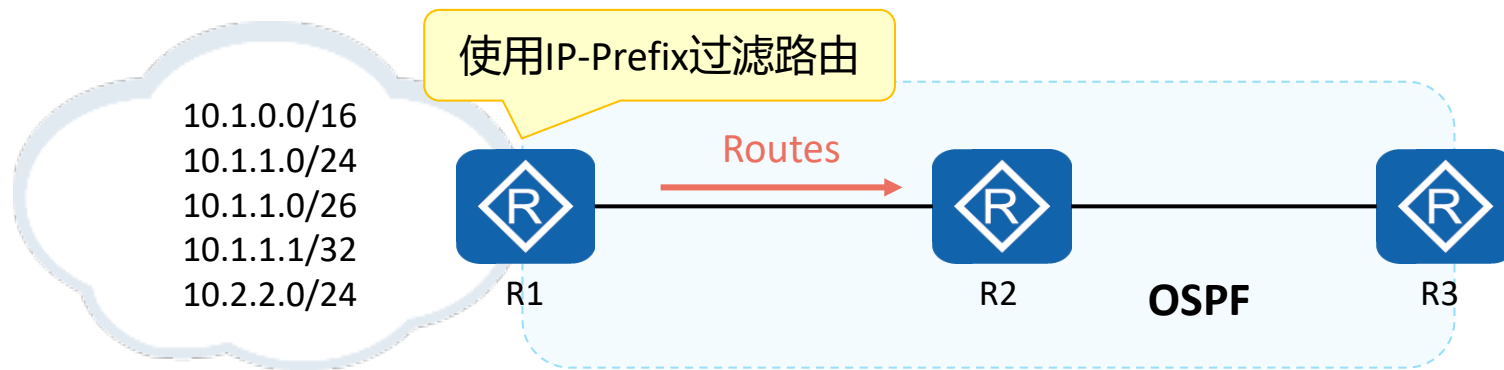 使用IP-Prefix过滤路由
10.1.0.0/16
10.1.1.0/24
10.1.1.0/26
10.1.1.1/32
10.2.2.0/24
Routes
R
R
R
R1
R2
OSPF
R3